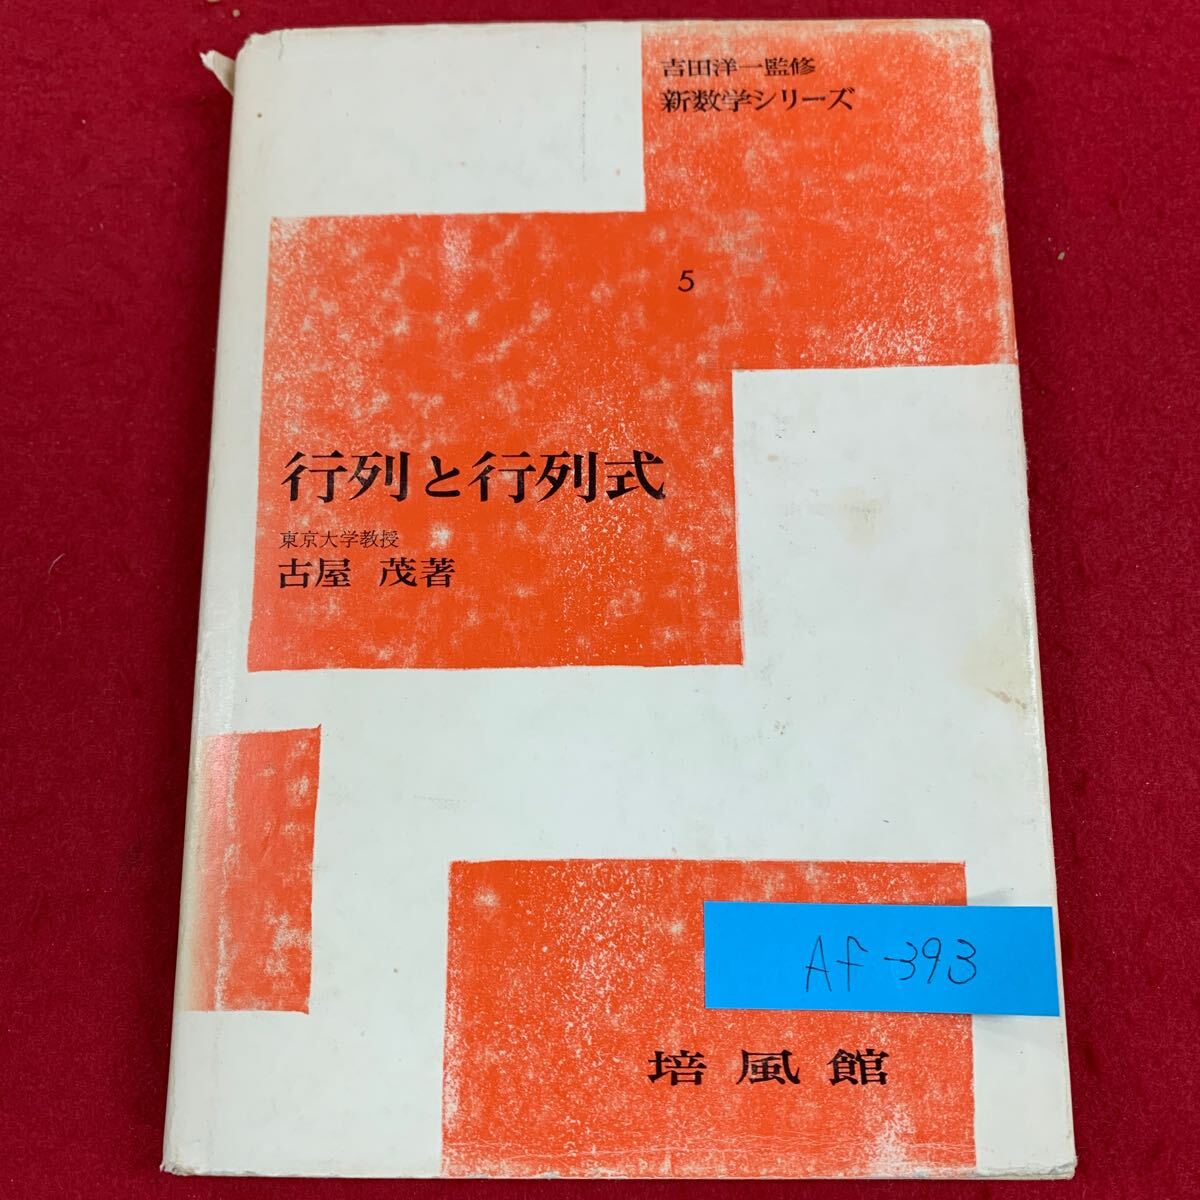 吉田洋一監修
新数学シリーズ
5
行列と行列式
東京大学教授
古屋 茂著
Af-393
培風館